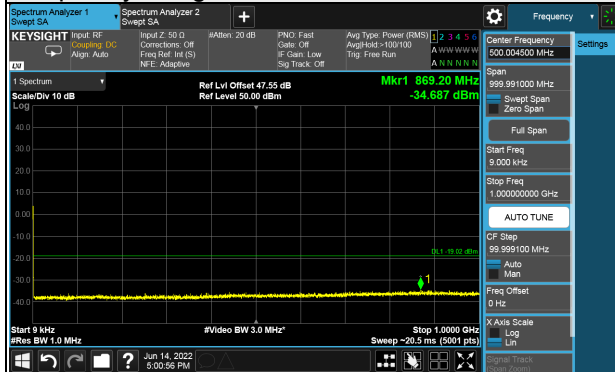 Spectrum Analyzer 1
Swept SA
Spectrum Analyzer 2
Swept SA
+
Frequency
KEYSIGHT
LXI
Input: RF
Coupling: DC
Align: Auto
Input Z: 50 Ω
Corrections: Off
Freq Ref: Int (S)
NFE: Adaptive
#Atten: 20 dB
PNO: Fast
Gate: Off
IF Gain: Low
Sig Track: Off
Avg Type: Power (RMS)
Avg|Hold:>100/100
Trig: Free Run
1 2 3 4 5 6
A W W W W W
A N N N N N
1 Spectrum
Scale/Div 10 dB
Log
Ref Lvl Offset 47.55 dB
Ref Level 50.00 dBm
Mkr1 869.20 MHz
-34.687 dBm
40.0
30.0
20.0
10.0
0.00
-10.0
-20.0
-30.0
-40.0
DL1 -19.02 dBm
1
Start 9 kHz
#Res BW 1.0 MHz
#Video BW 3.0 MHz*
Stop 1.0000 GHz
Sweep ~20.5 ms (5001 pts)
?
Jun 14, 2022
5:00:56 PM
Center Frequency
500.004500 MHz
Span
999.991000 MHz
Swept Span
Zero Span
Full Span
Start Freq
9.000 kHz
Stop Freq
1.000000000 GHz
AUTO TUNE
CF Step
99.999100 MHz
Auto
Man
Freq Offset
0 Hz
X Axis Scale
Log
Lin
Signal Track
(Span Zoom)
Settings